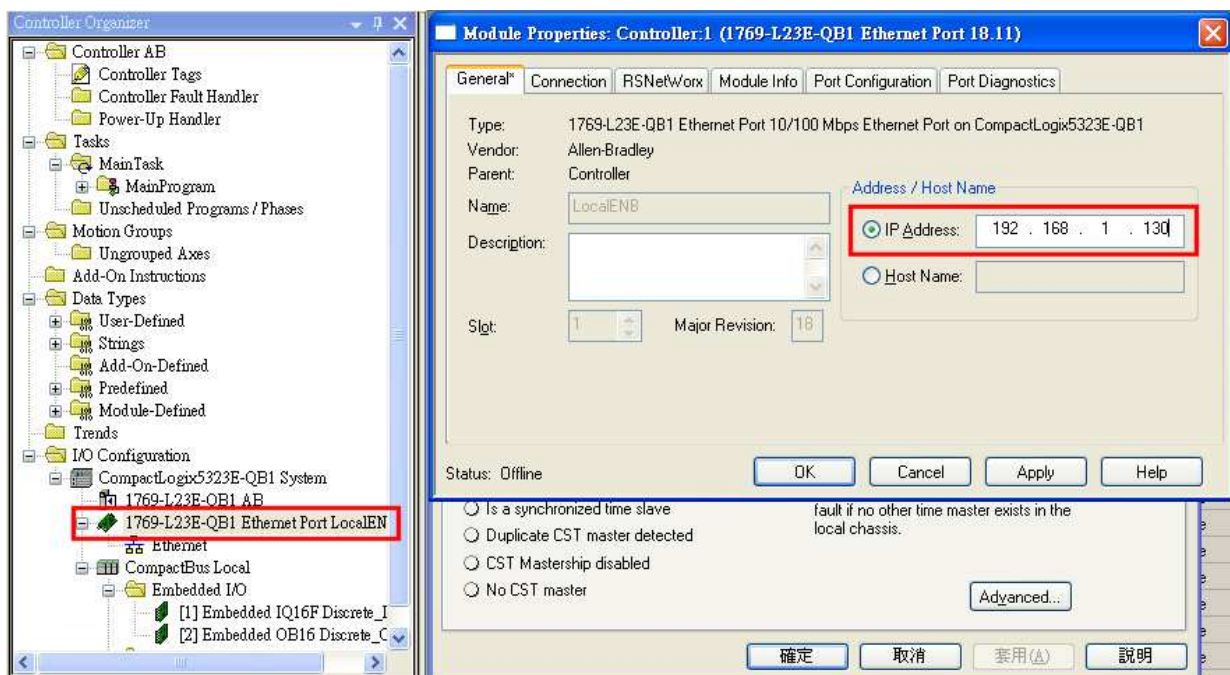 Controller Organizer
Controller AB
Controller Tags
Controller Fault Handler
Power-Up Handler
Tasks
MainTask
MainProgram
Unscheduled Programs / Phases
Motion Groups
Ungrouped Axes
Add-On Instructions
Data Types
User-Defined
Strings
Add-On-Defined
Predefined
Module-Defined
Trends
I/O Configuration
CompactLogix5323E-QB1 System
1769-L23E-QB1 AB
1769-L23E-QB1 Ethernet Port LocalEN
Ethernet
CompactBus Local
Embedded I/O
[1] Embedded IQ16F Discrete_I
[2] Embedded OB16 Discrete_C
Module Properties: Controller:1 (1769-L23E-QB1 Ethernet Port 18.11)
General* Connection RSNetWorx Module Info Port Configuration Port Diagnostics
Type: 1769-L23E-QB1 Ethernet Port 10/100 Mbps Ethernet Port on CompactLogix5323E-QB1
Vendor: Allen-Bradley
Parent: Controller
Name: LocalENB
Description:
Slot: 1 Major Revision: 18
Address / Host Name
IP Address: 192 . 168 . 1 . 130
Host Name:
Status: Offline
OK Cancel Apply Help
Is a synchronized time slave
Duplicate CST master detected
CST Mastership disabled
No CST master
fault if no other time master exists in the
local chassis.
Advanced...
確定 取消 套用(A) 説明